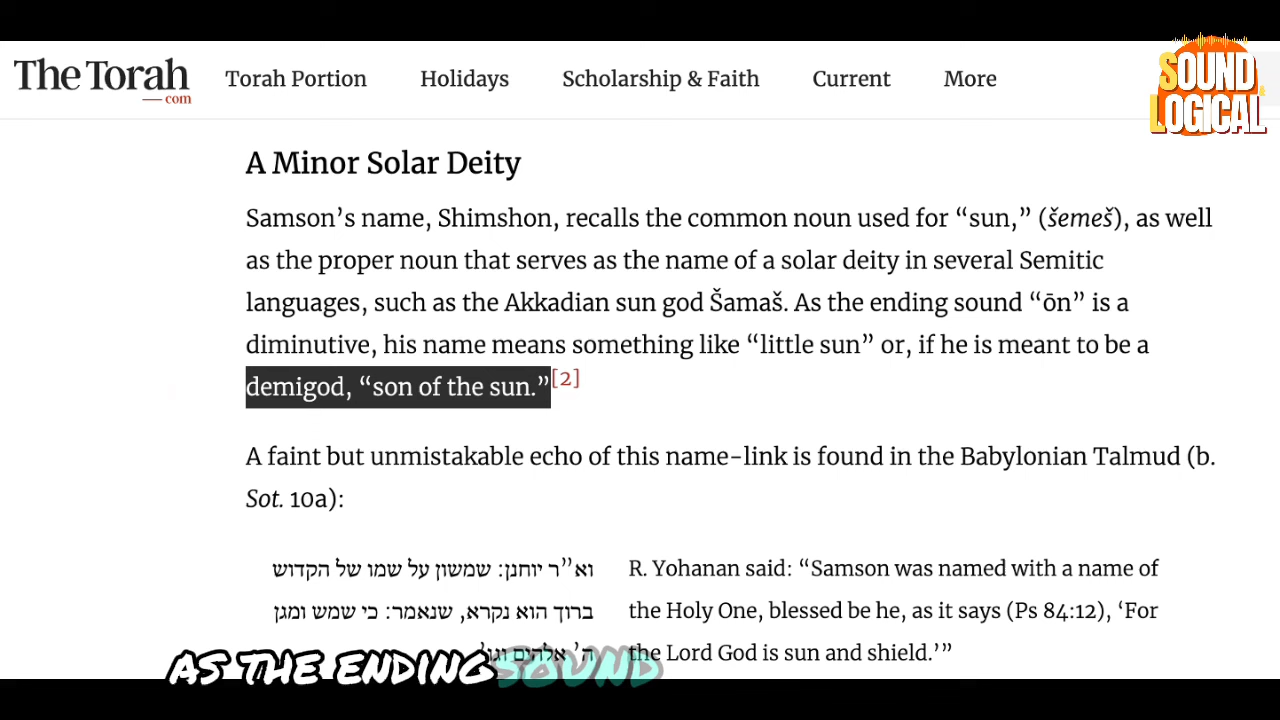 The Torah
com
Torah Portion
Holidays
Scholarship & Faith
Current
More
SOUND
LOGICAL
A Minor Solar Deity
Samson’s name, Shimshon, recalls the common noun used for “sun,” (šemeš), as well
as the proper noun that serves as the name of a solar deity in several Semitic
languages, such as the Akkadian sun god Šamaš. As the ending sound “ōn” is a
diminutive, his name means something like “little sun” or, if he is meant to be a
demigod, “son of the sun.”[2]
A faint but unmistakable echo of this name-link is found in the Babylonian Talmud (b.
Sot. 10a):
וא”ר יוחנן: שמשון על שמו של הקדוש
ברוך הוא נקרא, שנאמר: כי שמש ומגן
ה’ אלהים וגו’
R. Yohanan said: “Samson was named with a name of
the Holy One, blessed be he, as it says (Ps 84:12), ‘For
the Lord God is sun and shield.’”
AS THE ENDING SOUND